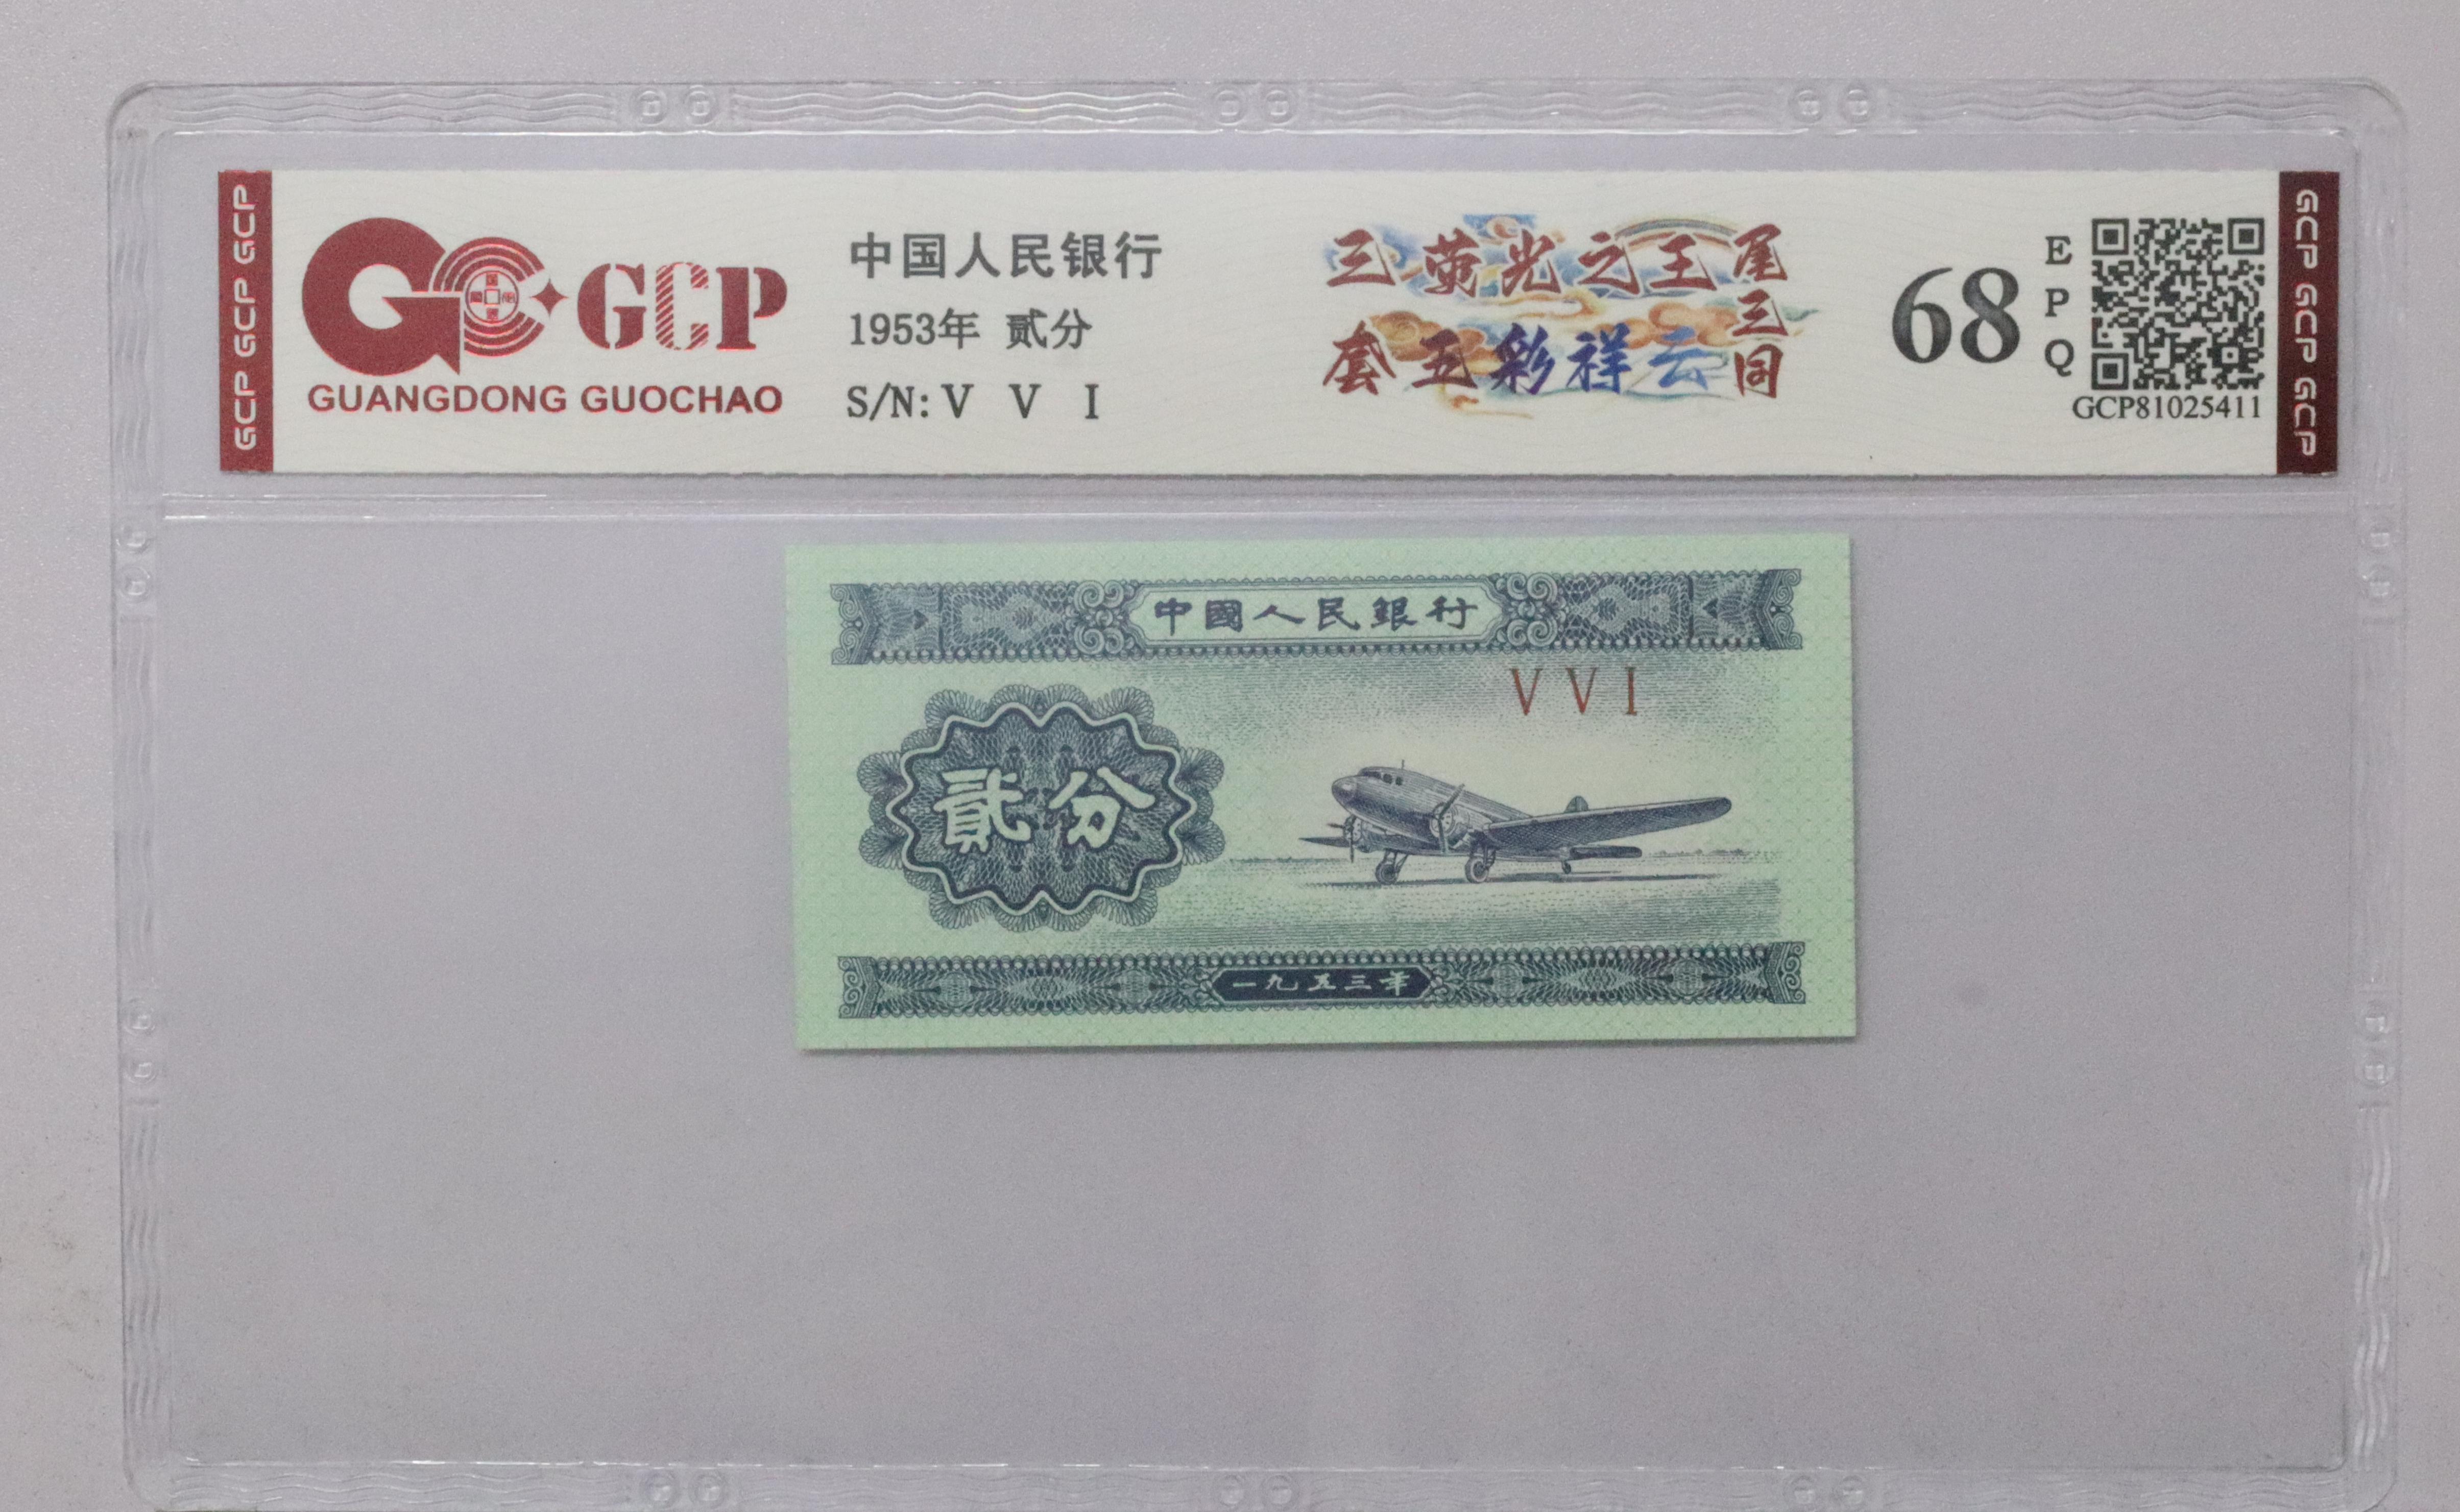 GCP GCP GCP
GCP
GUANGDONG GUOCHAO
中国人民银行
1953年 贰分
S/N: V V I
三萤光之王
套五彩祥云
尾三同
68
E
P
Q
GCP81025411
GCP GCP GCP
中國人民銀行
V V I
貳分
一九五三年